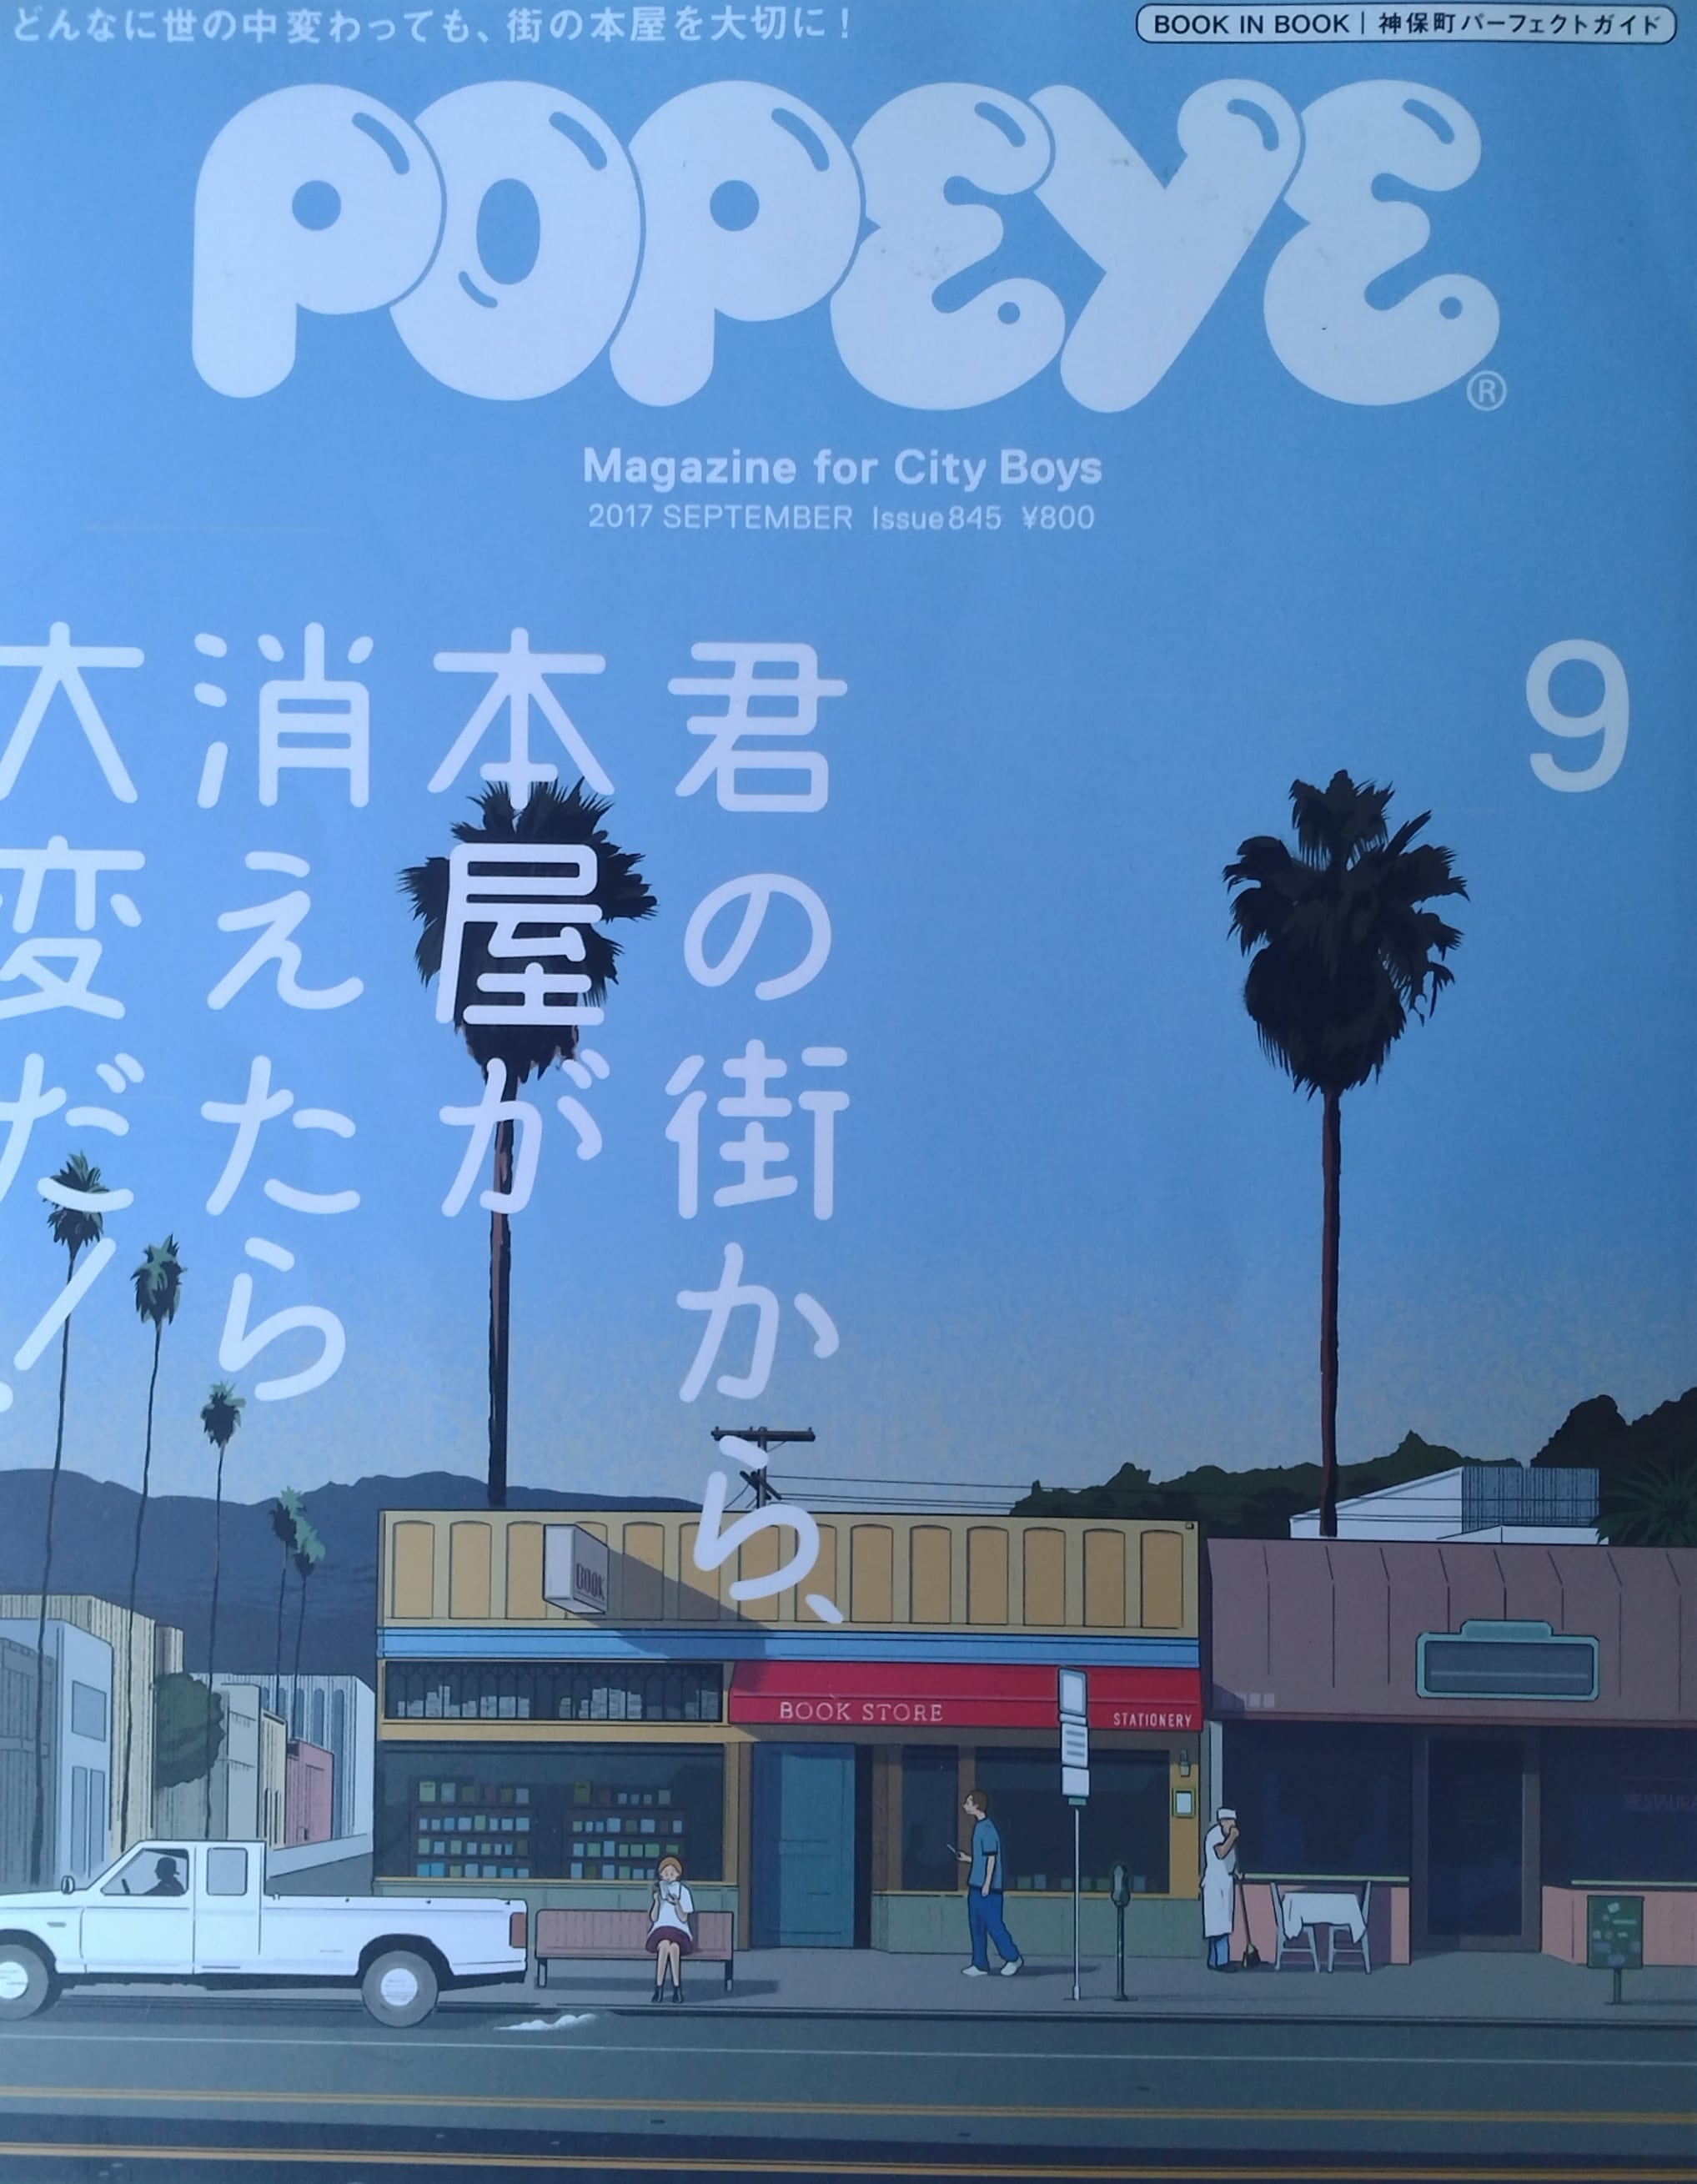 どんなに世の中変わっても、街の本屋を大切に！
BOOK IN BOOK｜神保町パーフェクトガイド
POPEYE®
Magazine for City Boys
2017 SEPTEMBER Issue845 ¥800
9
君の街から、
本屋が
消えたら
大変だ！
BOOK
BOOK STORE
STATIONERY